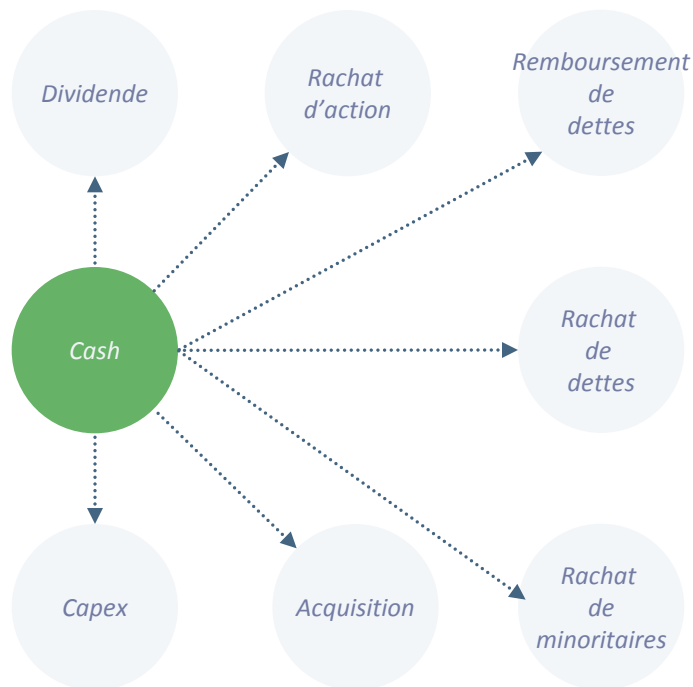 Dividende
Rachat
d’action
Remboursement
de
dettes
Cash
Rachat
de
dettes
Capex
Acquisition
Rachat
de
minoritaires